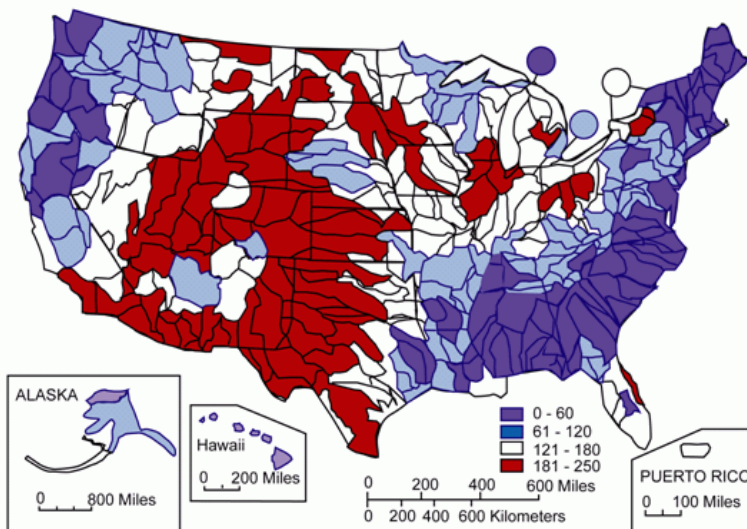 ALASKA
0 800 Miles
Hawaii
0 200 Miles
0 - 60
61 - 120
121 - 180
181 - 250
0 200 400 600 Miles
0 200 400 600 Kilometers
PUERTO RICO
0 100 Miles